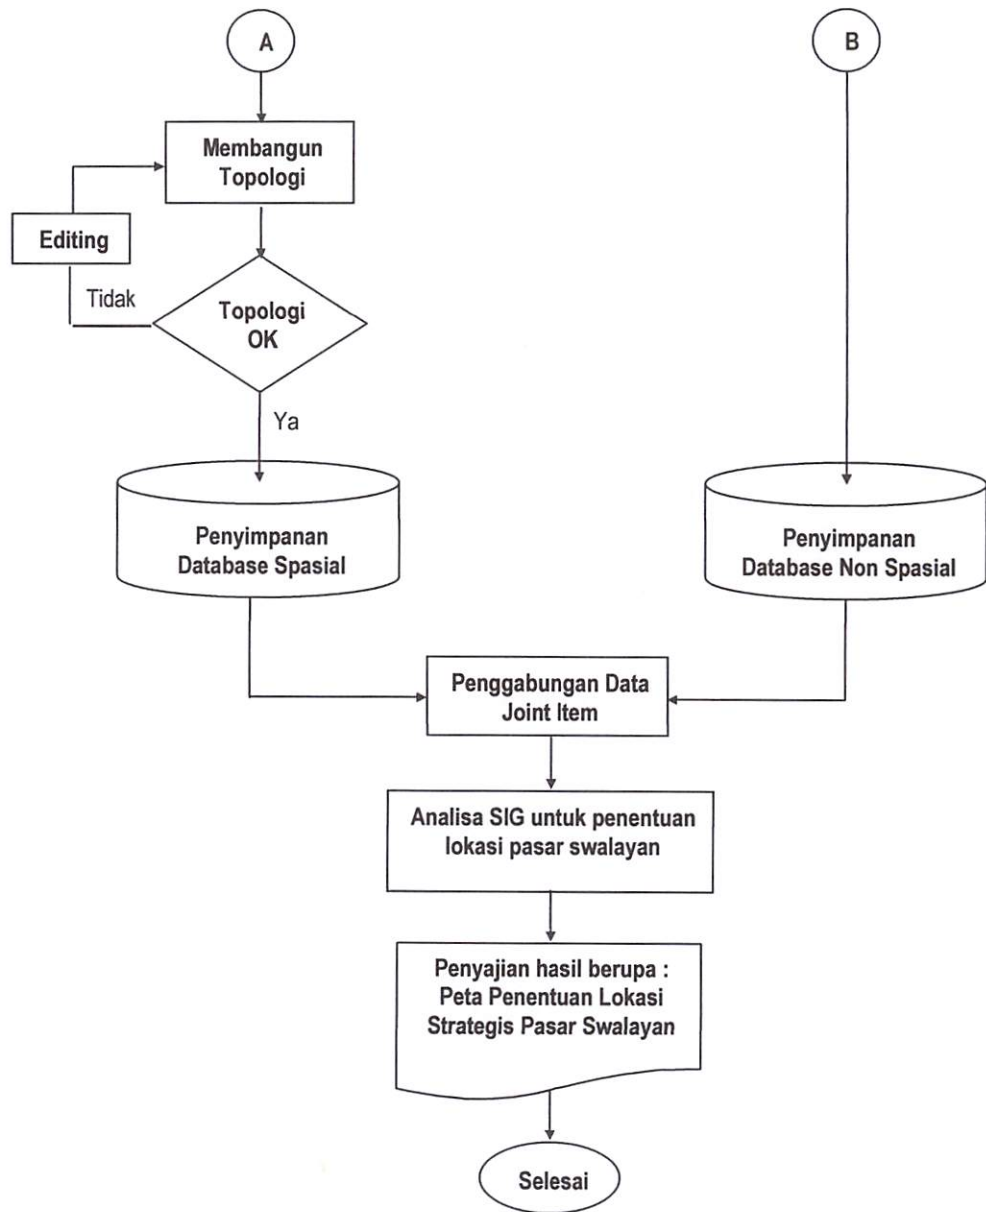 A
B
Membangun
Topologi
Editing
Tidak
Topologi
OK
Ya
Penyimpanan
Database Spasial
Penyimpanan
Database Non Spasial
Penggabungan Data
Joint Item
Analisa SIG untuk penentuan
lokasi pasar swalayan
Penyajian hasil berupa :
Peta Penentuan Lokasi
Strategis Pasar Swalayan
Selesai